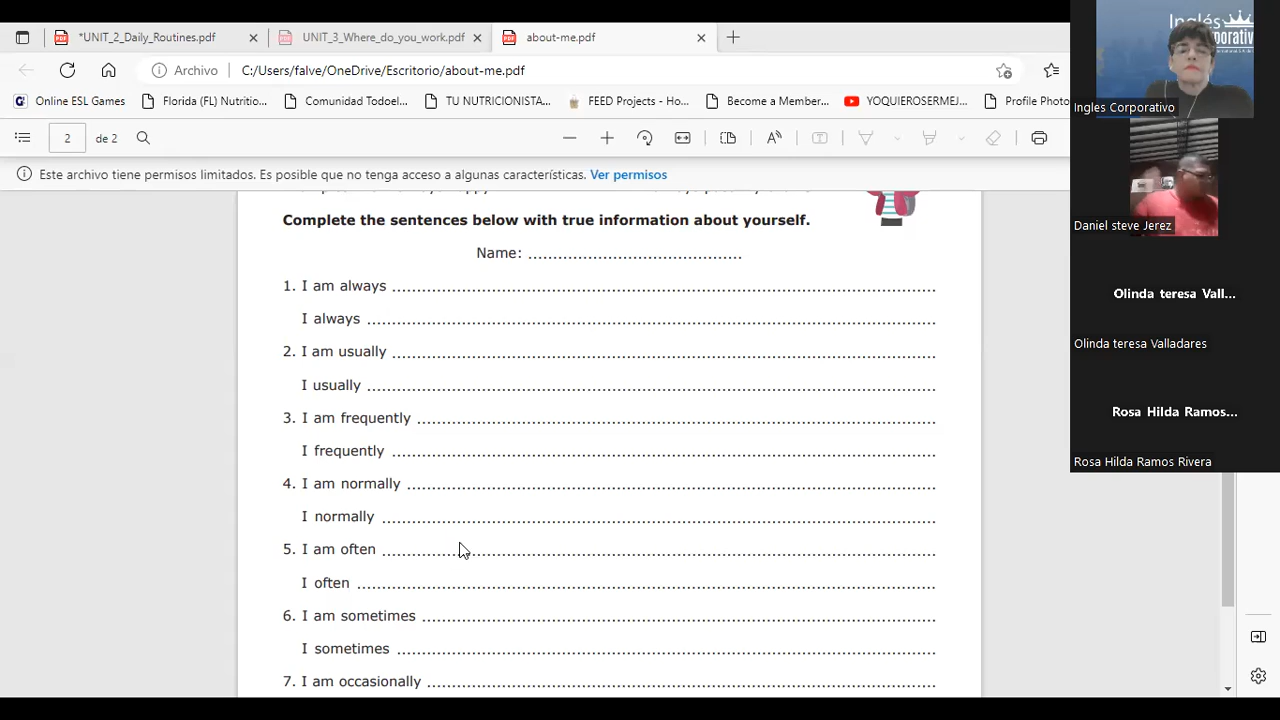 *UNIT_2_Daily_Routines.pdf
UNIT_3_Where_do_you_work.pdf
about-me.pdf
Archivo
C:/Users/falve/OneDrive/Escritorio/about-me.pdf
Online ESL Games
Florida (FL) Nutritio...
Comunidad Todoel...
TU NUTRICIONISTA...
FEED Projects - Ho...
Become a Member...
YOQUIEROSERMEJ...
Profile Photo
2 de 2
Este archivo tiene permisos limitados. Es posible que no tenga acceso a algunas características. Ver permisos
Complete the sentences below with true information about yourself.
Name: ...........................................
1. I am always .............................................................................................................
I always ..................................................................................................................
2. I am usually .............................................................................................................
I usually ..................................................................................................................
3. I am frequently ........................................................................................................
I frequently .............................................................................................................
4. I am normally ..........................................................................................................
I normally ...............................................................................................................
5. I am often ...............................................................................................................
I often ....................................................................................................................
6. I am sometimes .......................................................................................................
I sometimes ............................................................................................................
7. I am occasionally ......................................................................................................
Inglés
Ingles Corporativo
Daniel steve Jerez
Olinda teresa Vall...
Olinda teresa Valladares
Rosa Hilda Ramos...
Rosa Hilda Ramos Rivera